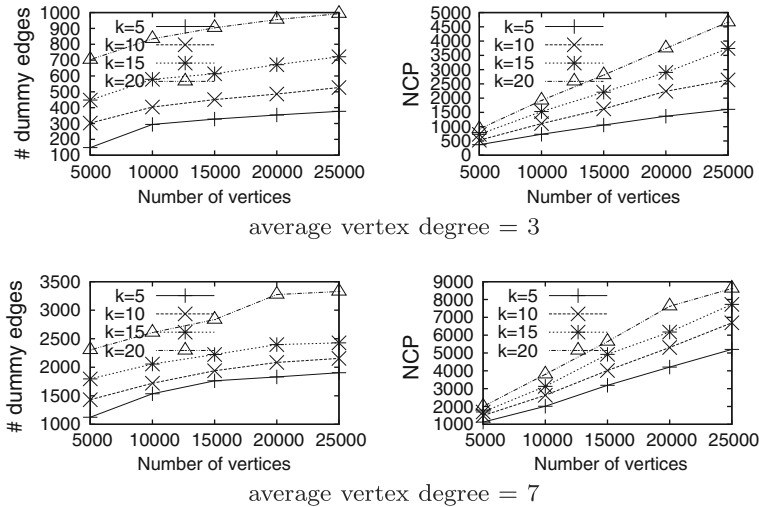 # dummy edges
1000
900
800
700
600
500
400
300
200
100
k=5
k=10
k=15
k=20
5000 10000 15000 20000 25000
Number of vertices
NCP
5000
4500
4000
3500
3000
2500
2000
1500
1000
500
0
k=5
k=10
k=15
k=20
5000 10000 15000 20000 25000
Number of vertices
average vertex degree = 3
# dummy edges
3500
3000
2500
2000
1500
1000
k=5
k=10
k=15
k=20
5000 10000 15000 20000 25000
Number of vertices
NCP
9000
8000
7000
6000
5000
4000
3000
2000
1000
k=5
k=10
k=15
k=20
5000 10000 15000 20000 25000
Number of vertices
average vertex degree = 7